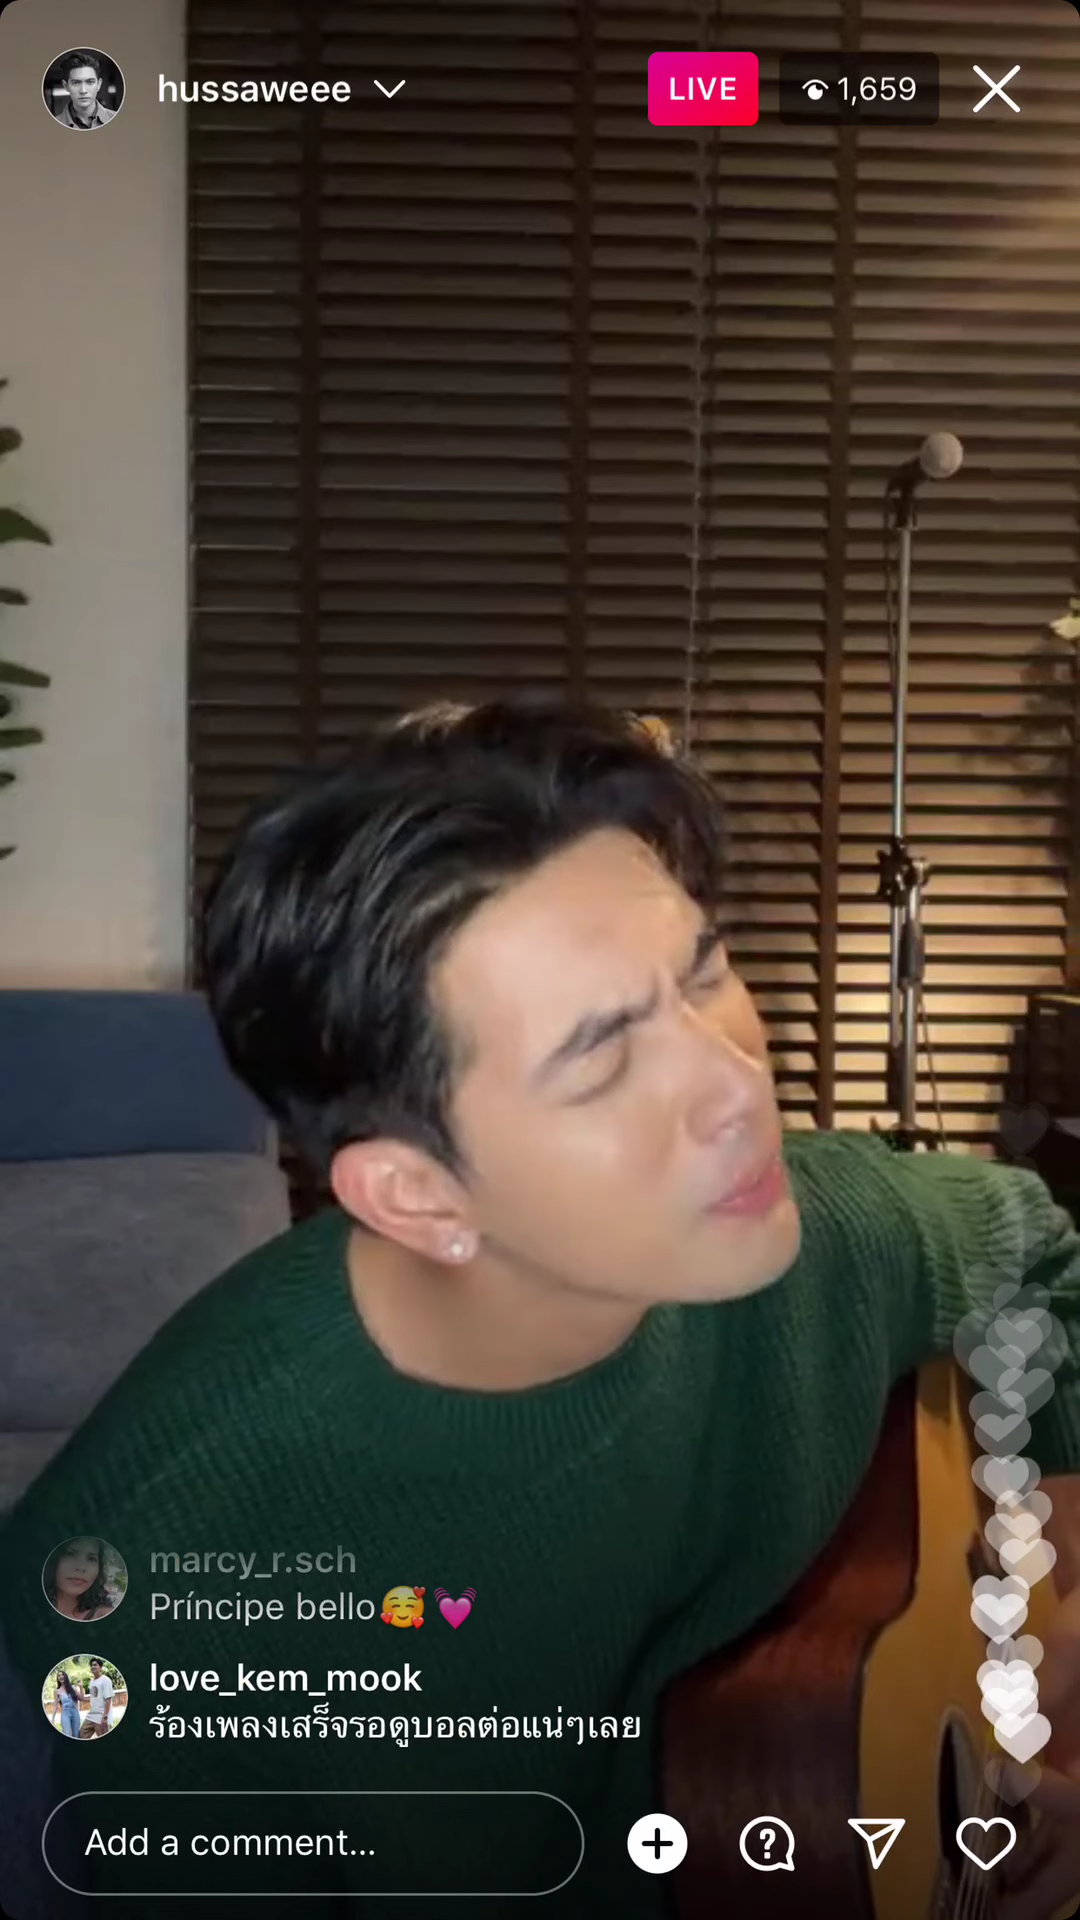 hussaweee
LIVE
1,659
marcy_r.sch
Príncipe bello🥰💓
love_kem_mook
ร้องเพลงเสร็จรอดูบอลต่อแน่ๆเลย
Add a comment...